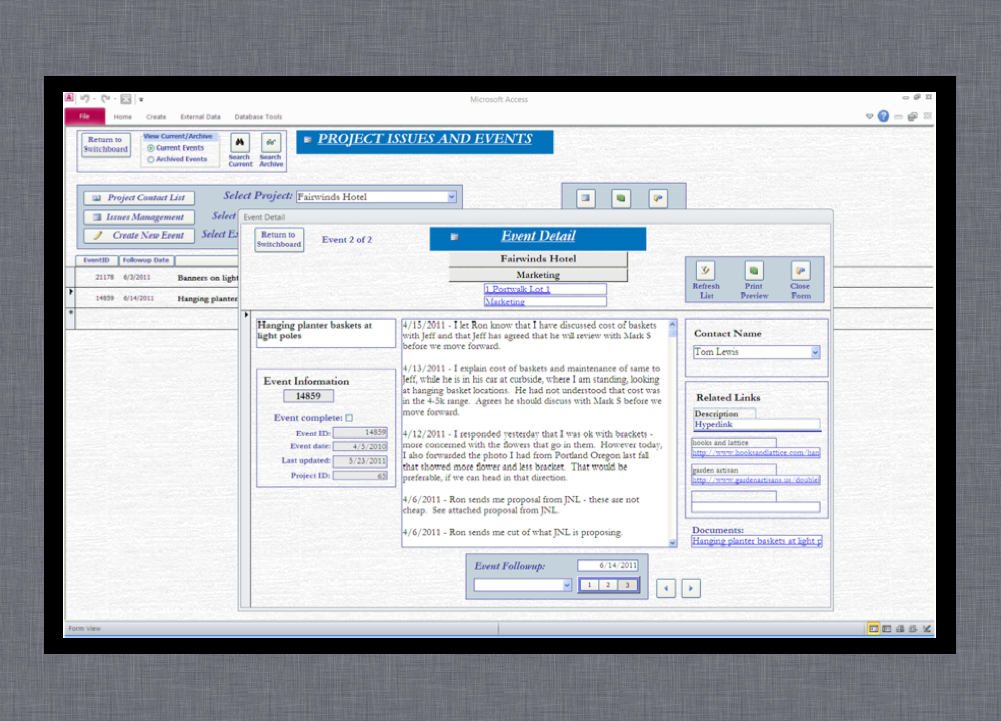 Microsoft Access
File Home Create External Data Database Tools
Return to
Switchboard
View Current/Archive
Current Events
Archived Events
Search
Current
Search
Archive
PROJECT ISSUES AND EVENTS
Project Contact List
Select Project: Fairwinds Hotel
Issues Management
Select
Create New Event
Select Ex
EventID Followup Date
21178 6/3/2011 Banners on light
14859 6/14/2011 Hanging planter
Event Detail
Return to
Switchboard
Event 2 of 2
Event Detail
Fairwinds Hotel
Marketing
1 Postwalk Lot 1
Marketing
Refresh
List
Print
Preview
Close
Form
Hanging planter baskets at
light poles
Event Information
14859
Event complete:
Event ID: 14859
Event date: 4/5/2010
Last updated: 5/23/2011
Project ID: 65
4/15/2011 - I let Ron know that I have discussed cost of baskets
with Jeff and that Jeff has agreed that he will review with Mark S
before we move forward.
4/13/2011 - I explain cost of baskets and maintenance of same to
Jeff, while he is in his car at curbside, where I am standing, looking
at hanging basket locations. He had not understood that cost was
in the 4-5k range. Agrees he should discuss with Mark S before we
move forward.
4/12/2011 - I responded yesterday that I was ok with brackets -
more concerned with the flowers that go in them. However today,
I also forwarded the photo I had from Portland Oregon last fall
that showed more flower and less bracket. That would be
preferable, if we can head in that direction.
4/6/2011 - Ron sends me proposal from JNL - these are not
cheap. See attached proposal from JNL.
4/6/2011 - Ron sends me cut of what JNL is proposing.
Contact Name
Tom Lewis
Related Links
Description
Hyperlink
hooks and lattice
http://www.hooksandlattice.com/han
garden artisan
http://www.gardenartisans.us/double
Documents:
Hanging planter baskets at light p
Event Followup: 6/14/2011
1 2 3
Form View